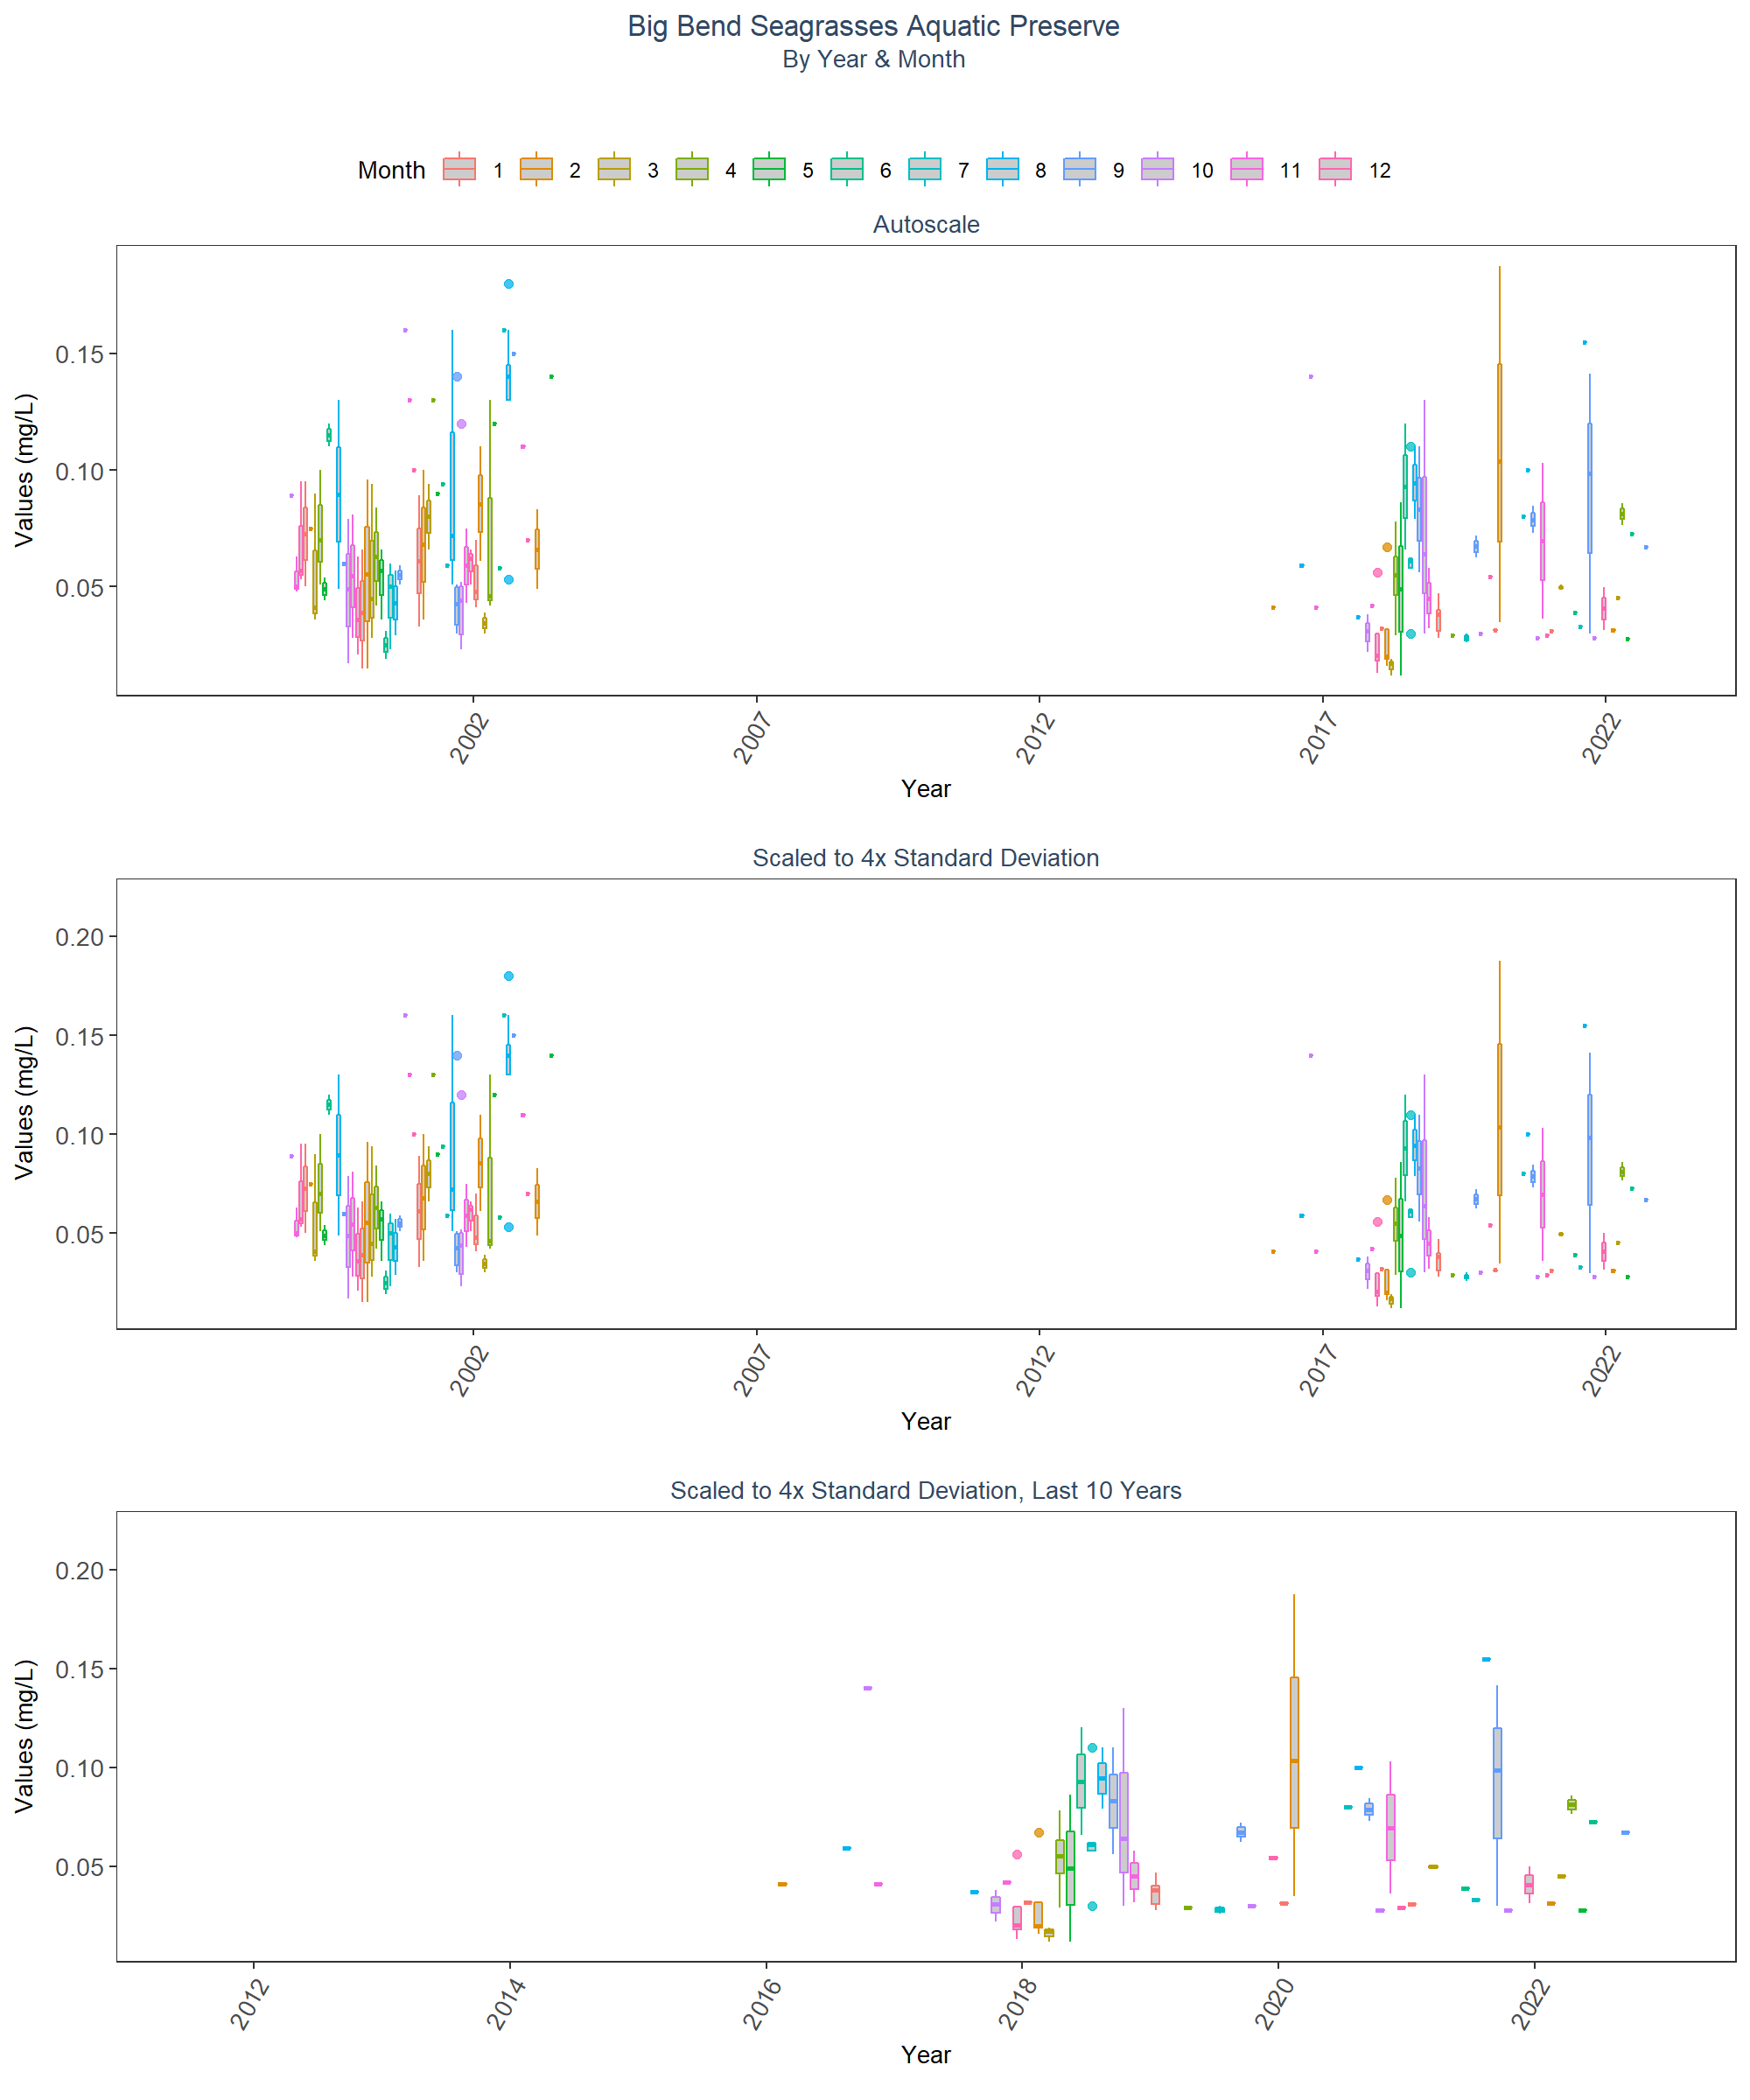 Big Bend Seagrasses Aquatic Preserve
By Year & Month
Month 1 2 3 4 5 6 7 8 9 10 11 12
Autoscale
Values (mg/L)
0.15
0.10
0.05
2002 2007 2012 2017 2022
Year
Scaled to 4x Standard Deviation
Values (mg/L)
0.20
0.15
0.10
0.05
2002 2007 2012 2017 2022
Year
Scaled to 4x Standard Deviation, Last 10 Years
Values (mg/L)
0.20
0.15
0.10
0.05
2012 2014 2016 2018 2020 2022
Year